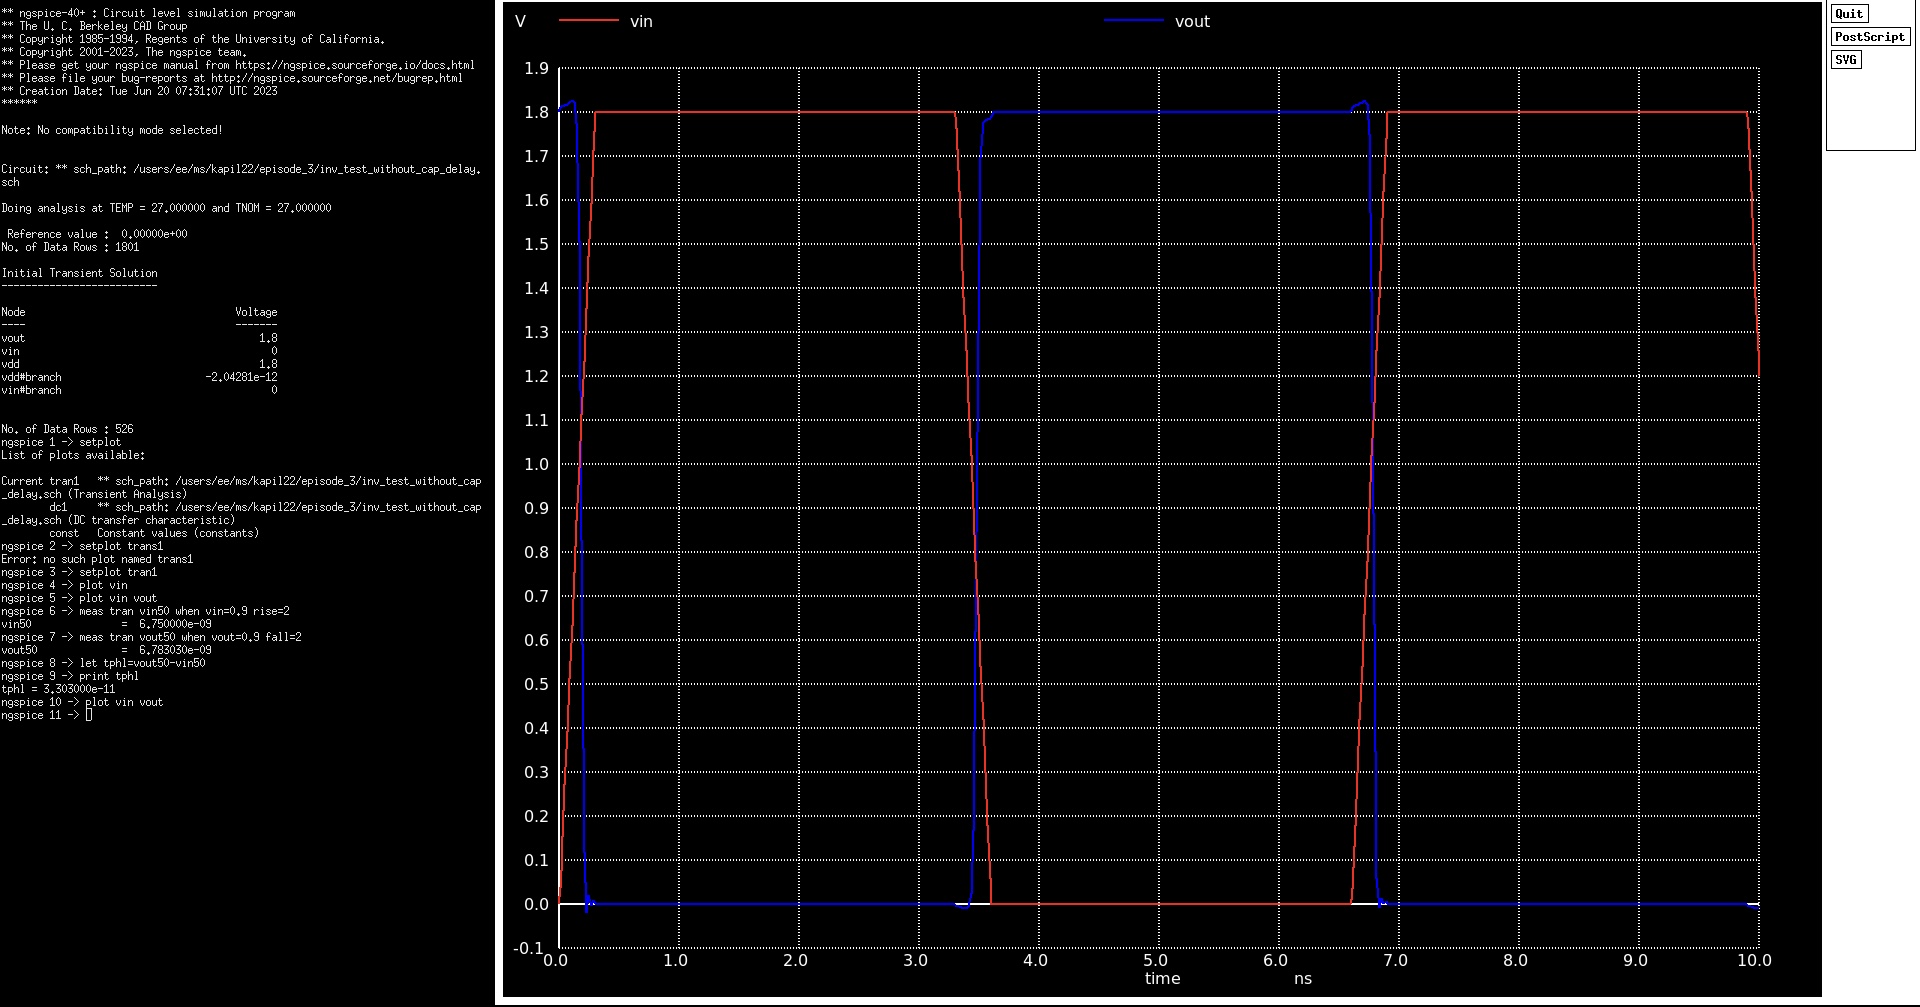 ** ngspice-40+ : Circuit level simulation program
** The U. C. Berkeley CAD Group
** Copyright 1985-1994, Regents of the University of California.
** Copyright 2001-2023, The ngspice team.
** Please get your ngspice manual from https://ngspice.sourceforge.io/docs.html
** Please file your bug-reports at http://ngspice.sourceforge.net/bugrep.html
** Creation Date: Tue Jun 20 07:31:07 UTC 2023
******
Note: No compatibility mode selected!
Circuit: ** sch_path: /users/ee/ms/kapil22/episode_3/inv_test_without_cap_delay.
sch
Doing analysis at TEMP = 27.000000 and TNOM = 27.000000
Reference value :  0.00000e+00
No. of Data Rows : 1801
Initial Transient Solution
--------------------------
Node Voltage
---- -------
vout 1.8
vin 0
vdd 1.8
vdd#branch -2.04281e-12
vin#branch 0
No. of Data Rows : 526
ngspice 1 -> setplot
List of plots available:
Current tran1   ** sch_path: /users/ee/ms/kapil22/episode_3/inv_test_without_cap
_delay.sch (Transient Analysis)
dc1     ** sch_path: /users/ee/ms/kapil22/episode_3/inv_test_without_cap
_delay.sch (DC transfer characteristic)
const   Constant values (constants)
ngspice 2 -> setplot trans1
Error: no such plot named trans1
ngspice 3 -> setplot tran1
ngspice 4 -> plot vin
ngspice 5 -> plot vin vout
ngspice 6 -> meas tran vin50 when vin=0.9 rise=2
vin50               =  6.750000e-09
ngspice 7 -> meas tran vout50 when vout=0.9 fall=2
vout50              =  6.783030e-09
ngspice 8 -> let tphl=vout50-vin50
ngspice 9 -> print tphl
tphl = 3.303000e-11
ngspice 10 -> plot vin vout
ngspice 11 ->
V vin vout
1.9
1.8
1.7
1.6
1.5
1.4
1.3
1.2
1.1
1.0
0.9
0.8
0.7
0.6
0.5
0.4
0.3
0.2
0.1
0.0
-0.1
0.0 1.0 2.0 3.0 4.0 5.0 6.0 7.0 8.0 9.0 10.0
time ns
Quit
PostScript
SVG